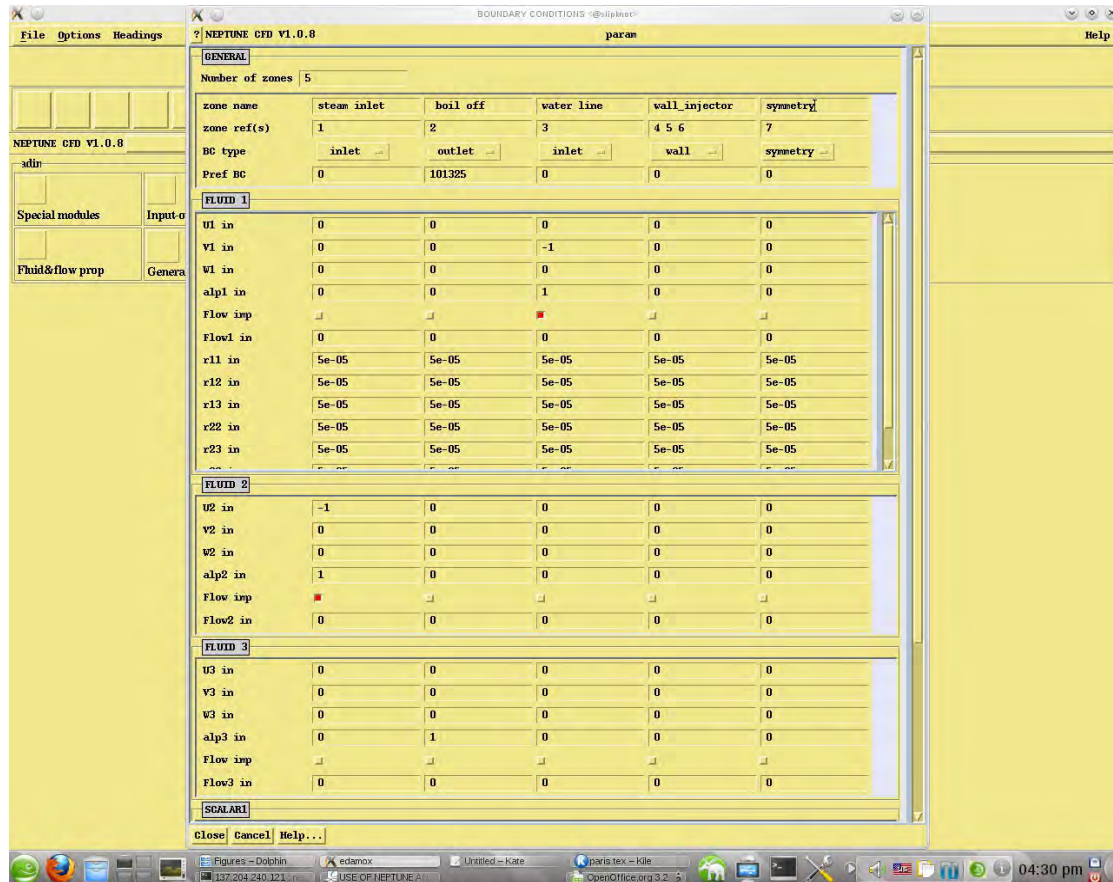 BOUNDARY CONDITIONS <@slipknot>
File Options Headings
Help
? NEPTUNE CFD V1.0.8 param
GENERAL
Number of zones 5
zone name steam inlet boil off water line wall_injector symmetry
zone ref(s) 1 2 3 4 5 6 7
BC type inlet outlet inlet wall symmetry
Pref BC 0 101325 0 0 0
NEPTUNE CFD V1.0.8
adin
Special modules Input-o
Fluid&flow prop Genera
FLUID 1
U1 in 0 0 0 0 0
V1 in 0 0 -1 0 0
W1 in 0 0 0 0 0
alp1 in 0 0 1 0 0
Flow imp
Flow1 in 0 0 0 0 0
r11 in 5e-05 5e-05 5e-05 5e-05 5e-05
r12 in 5e-05 5e-05 5e-05 5e-05 5e-05
r13 in 5e-05 5e-05 5e-05 5e-05 5e-05
r22 in 5e-05 5e-05 5e-05 5e-05 5e-05
r23 in 5e-05 5e-05 5e-05 5e-05 5e-05
FLUID 2
U2 in -1 0 0 0 0
V2 in 0 0 0 0 0
W2 in 0 0 0 0 0
alp2 in 1 0 0 0 0
Flow imp
Flow2 in 0 0 0 0 0
FLUID 3
U3 in 0 0 0 0 0
V3 in 0 0 0 0 0
W3 in 0 0 0 0 0
alp3 in 0 1 0 0 0
Flow imp
Flow3 in 0 0 0 0 0
SCALAR1
Close Cancel Help...
Figures – Dolphin edamox Untitled – Kate paris.tex – Kile
137.204.240.121 USE OF NEPTUNE OpenOffice.org 3.2
04:30 pm